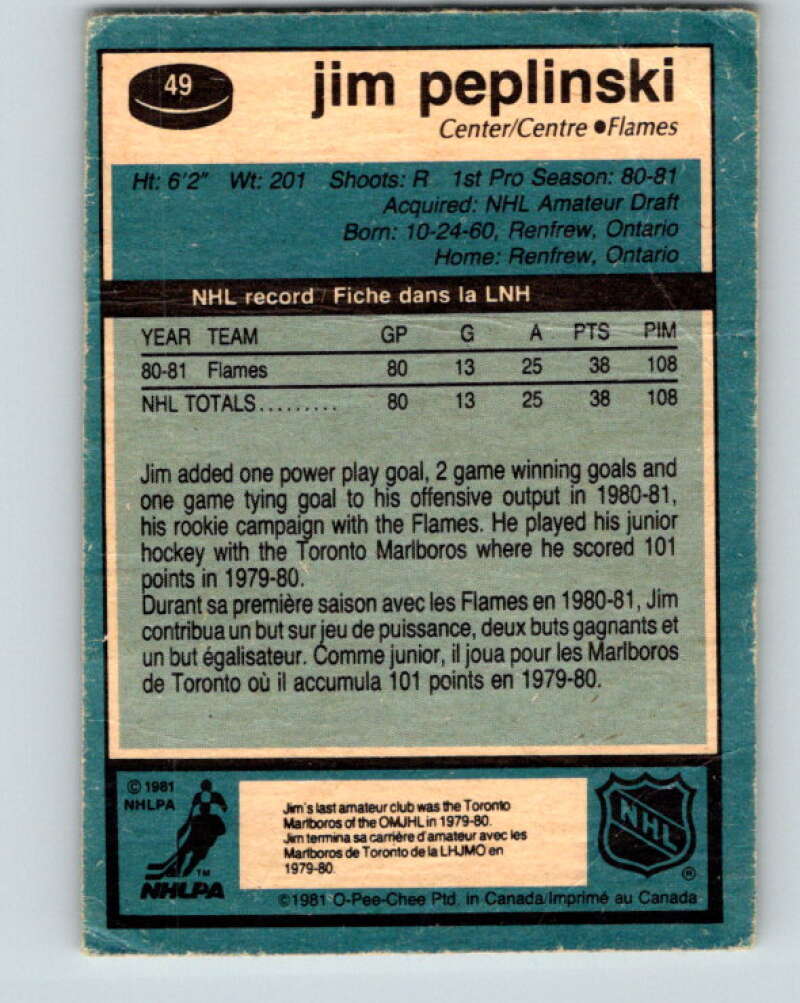 49
jim peplinski
Center/Centre ●Flames
Ht: 6'2" Wt: 201 Shoots: R 1st Pro Season: 80-81
Acquired: NHL Amateur Draft
Born: 10-24-60, Renfrew, Ontario
Home: Renfrew, Ontario
NHL record / Fiche dans la LNH
YEAR TEAM GP G A PTS PIM
80-81 Flames 80 13 25 38 108
NHL TOTALS......... 80 13 25 38 108
Jim added one power play goal, 2 game winning goals and
one game tying goal to his offensive output in 1980-81,
his rookie campaign with the Flames. He played his junior
hockey with the Toronto Marlboros where he scored 101
points in 1979-80.
Durant sa première saison avec les Flames en 1980-81, Jim
contribua un but sur jeu de puissance, deux buts gagnants et
un but égalisateur. Comme junior, il joua pour les Marlboros
de Toronto où il accumula 101 points en 1979-80.
© 1981
NHLPA
TM
NHLPA
Jim's last amateur club was the Toronto
Marlboros of the OMJHL in 1979-80.
Jim termina sa carrière d'amateur avec les
Marlboros de Toronto de la LHJMO en
1979-80.
NHL
®
©1981 O-Pee-Chee Ptd. in Canada/Imprimé au Canada